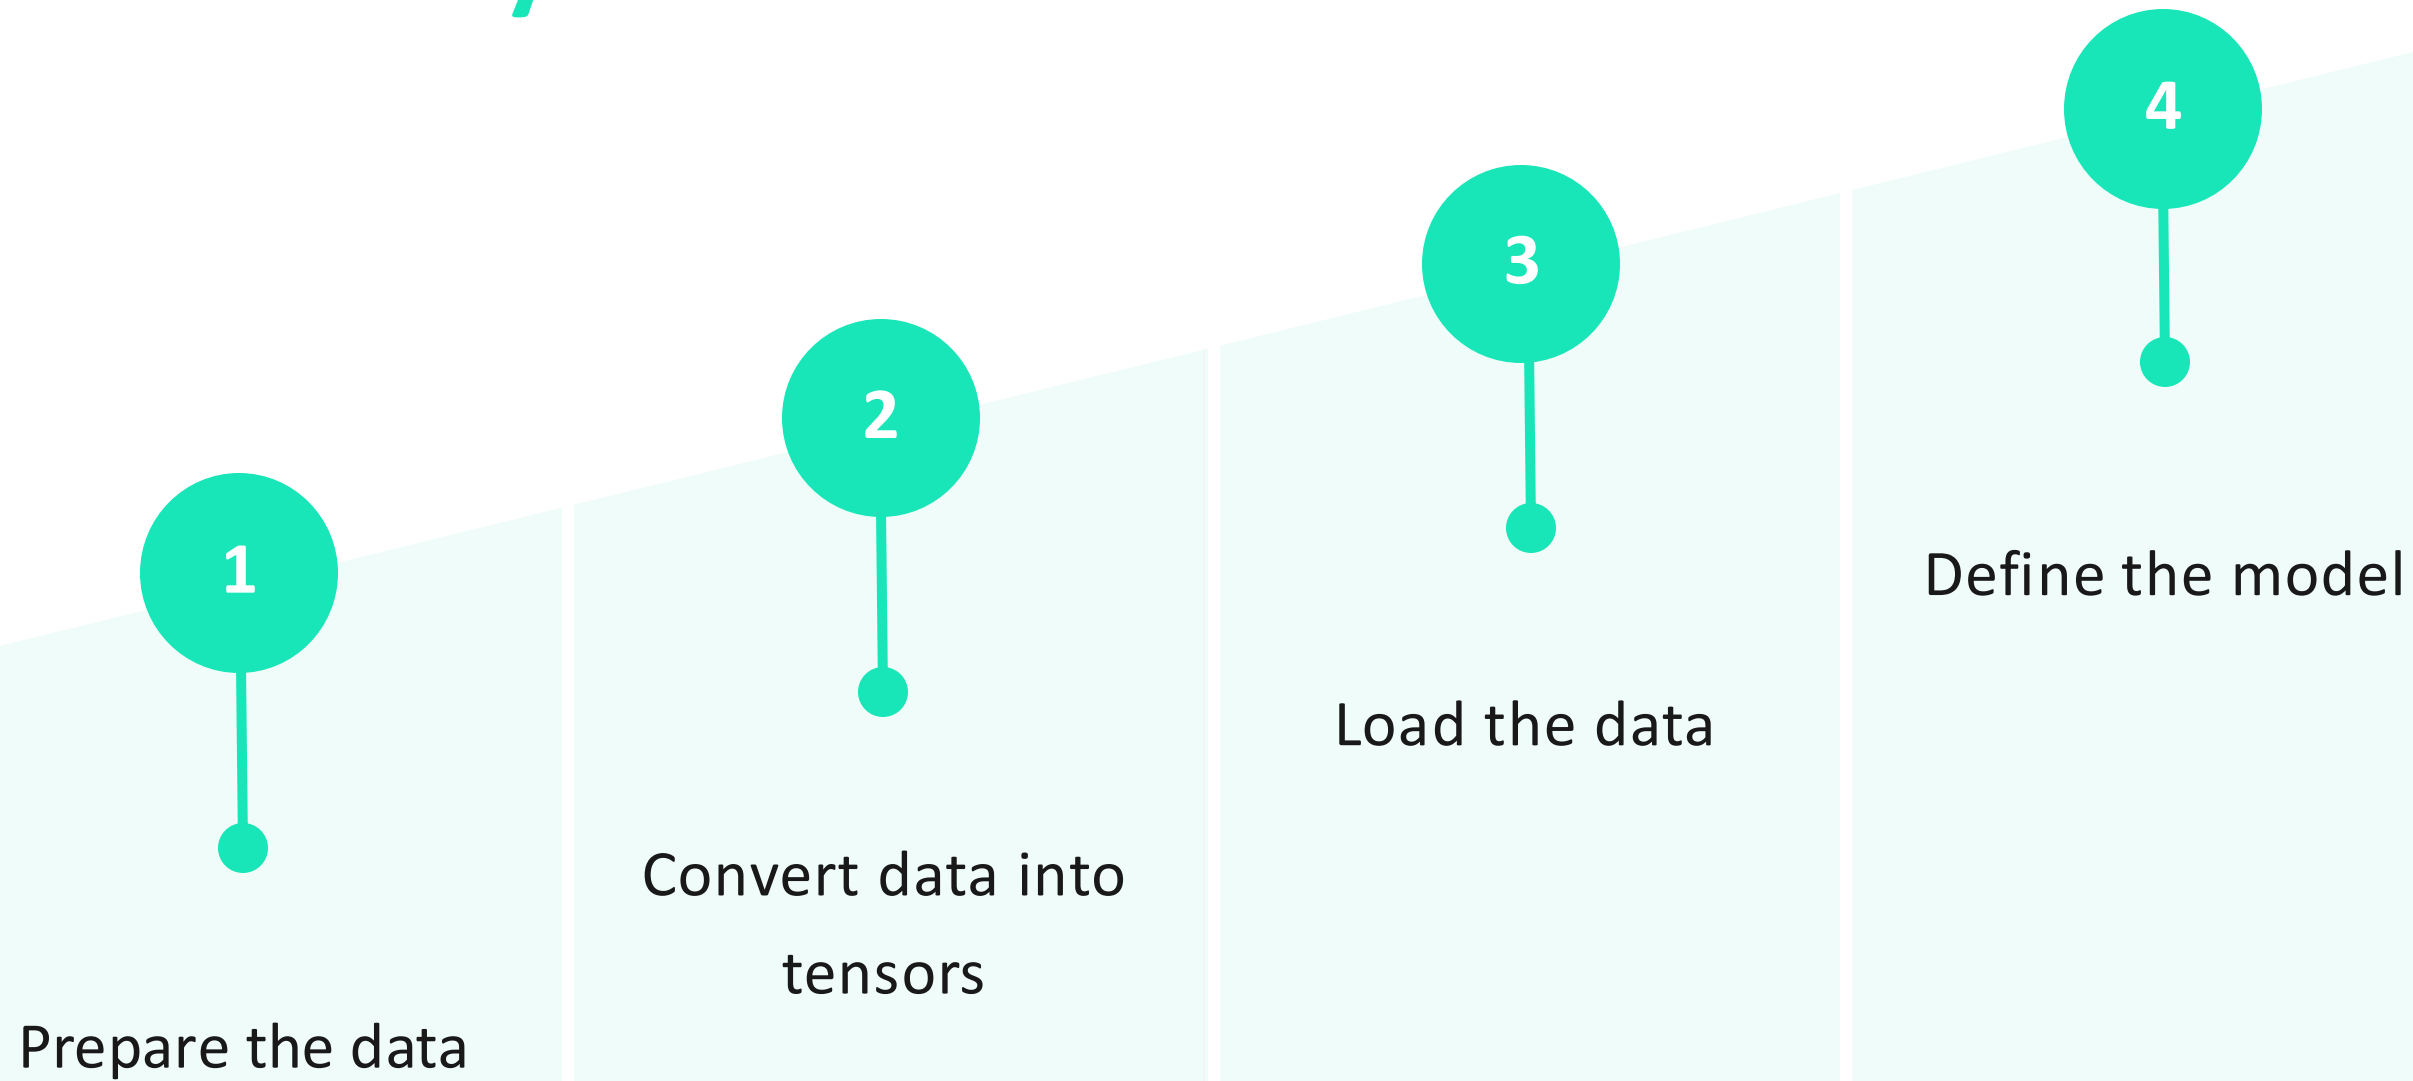 1
Prepare the data
2
Convert data into
tensors
3
Load the data
4
Define the model